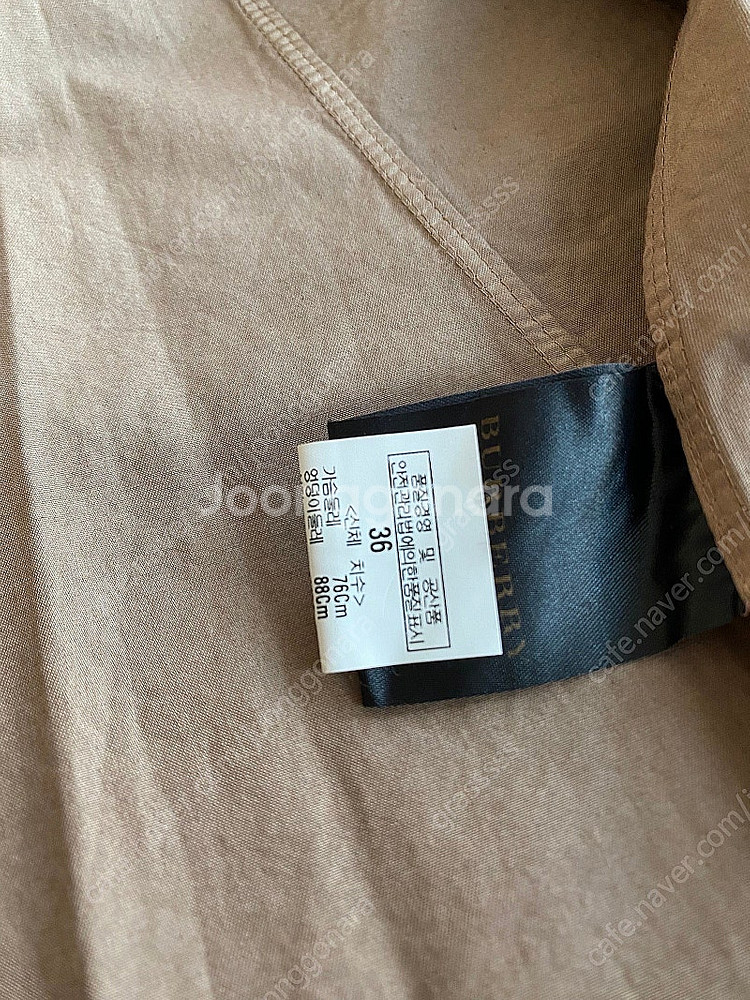 BURBERRY
품질경영 및 공산품
안전관리법에의한품질표시
36
<신체 치수>
가슴둘레 76Cm
엉덩이둘레 88Cm
Joonggonara
grasssss
cafe.naver.com